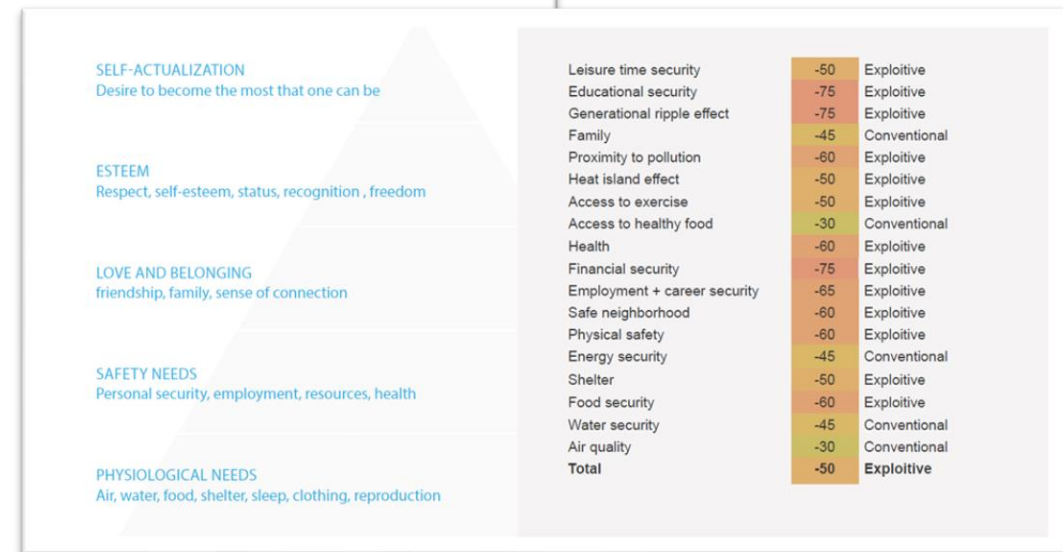 SELF-ACTUALIZATION
Desire to become the most that one can be
ESTEEM
Respect, self-esteem, status, recognition , freedom
LOVE AND BELONGING
friendship, family, sense of connection
SAFETY NEEDS
Personal security, employment, resources, health
PHYSIOLOGICAL NEEDS
Air, water, food, shelter, sleep, clothing, reproduction
Leisure time security -50 Exploitive
Educational security -75 Exploitive
Generational ripple effect -75 Exploitive
Family -45 Conventional
Proximity to pollution -60 Exploitive
Heat island effect -50 Exploitive
Access to exercise -50 Exploitive
Access to healthy food -30 Conventional
Health -60 Exploitive
Financial security -75 Exploitive
Employment + career security -65 Exploitive
Safe neighborhood -60 Exploitive
Physical safety -60 Exploitive
Energy security -45 Conventional
Shelter -50 Exploitive
Food security -60 Exploitive
Water security -45 Conventional
Air quality -30 Conventional
Total -50 Exploitive